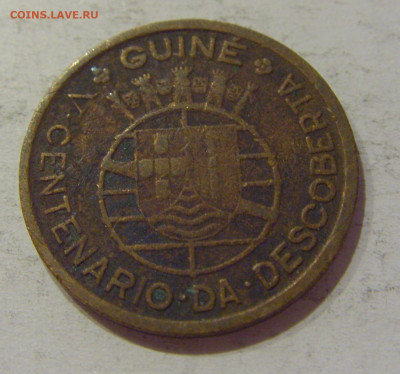 COINS.LAVE.RU
GUINÉ
V·CENTENARIO·DA·DESCOBERTA